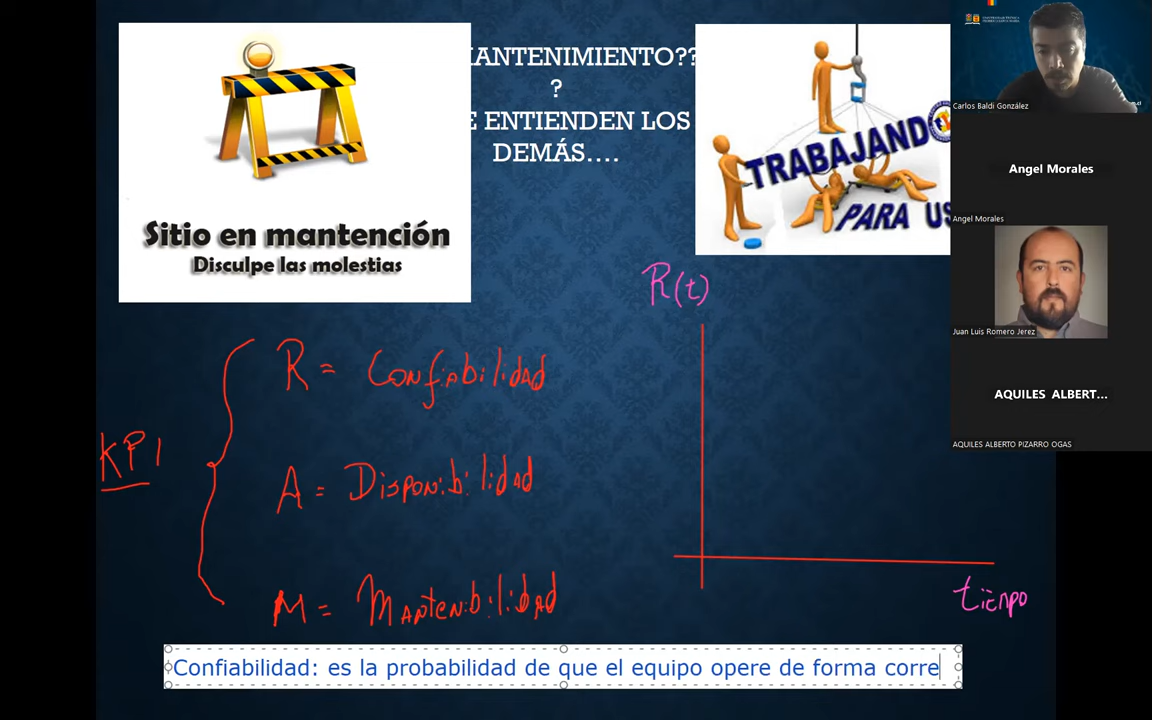 MANTENIMIENTO??
?
E ENTIENDEN LOS
DEMÁS....
Sitio en mantención
Disculpe las molestias
TRABAJANDO
PARA US
R(t)
KPI
R = Confiabilidad
A = Disponibilidad
M = Mantenibilidad
tiempo
Confiabilidad: es la probabilidad de que el equipo opere de forma corre
Carlos Baldi González
Angel Morales
Angel Morales
Juan Luis Romero Jerez
AQUILES ALBERT...
AQUILES ALBERTO PIZARRO OGAS